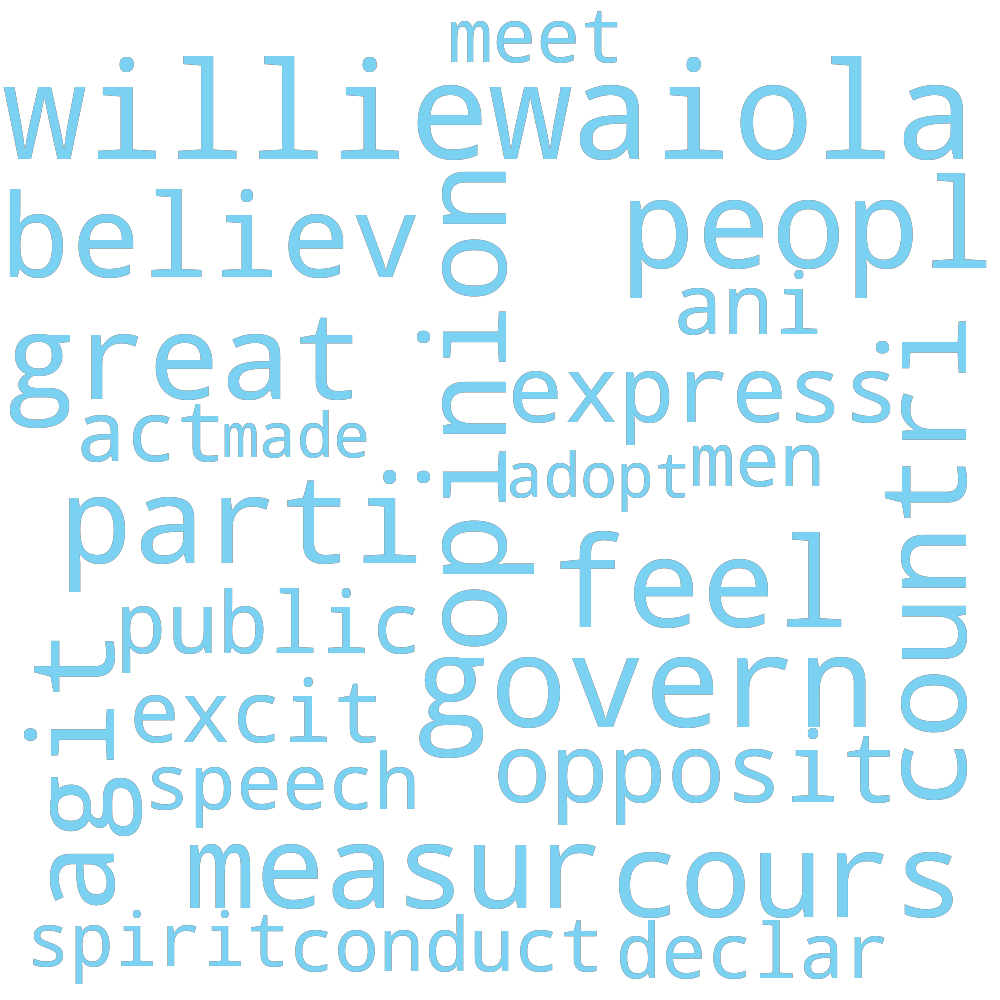 meet
williewaiola
believ
opinion
peopl
ani
great
countri
express
act
made
men
adopt
parti
feel
public
agit
govern
excit
opposit
speech
measur
cours
spirit
conduct
declar